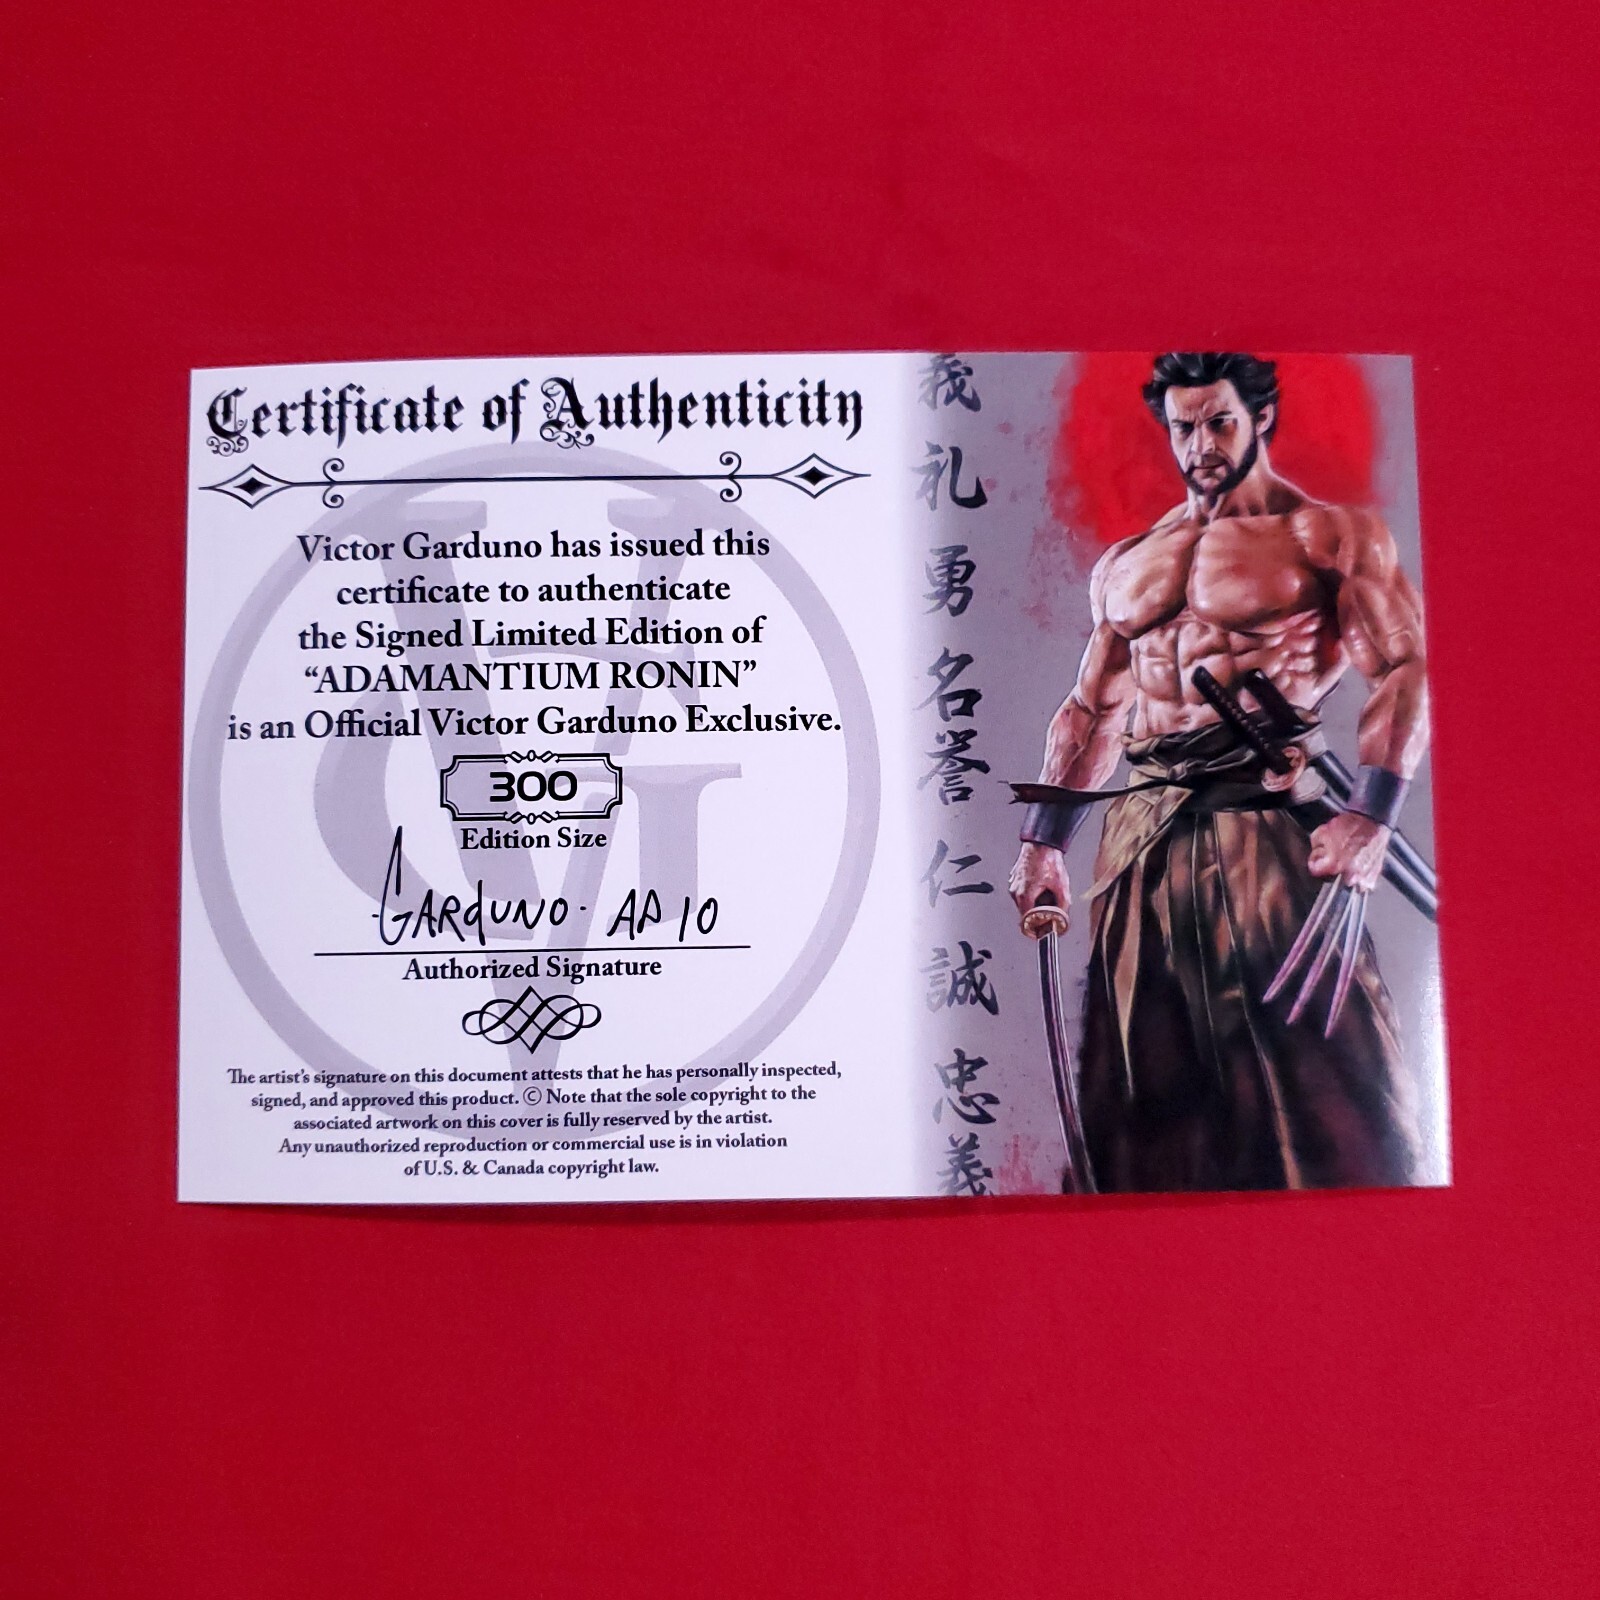 Certificate of Authenticity
Victor Garduno has issued this
certificate to authenticate
the Signed Limited Edition of
“ADAMANTIUM RONIN”
is an Official Victor Garduno Exclusive.
300
Edition Size
GARDUNO · AP 10
Authorized Signature
The artist's signature on this document attests that he has personally inspected,
signed, and approved this product. © Note that the sole copyright to the
associated artwork on this cover is fully reserved by the artist.
Any unauthorized reproduction or commercial use is in violation
of U.S. & Canada copyright law.
VG
義
礼
勇
名
誉
仁
誠
忠
義